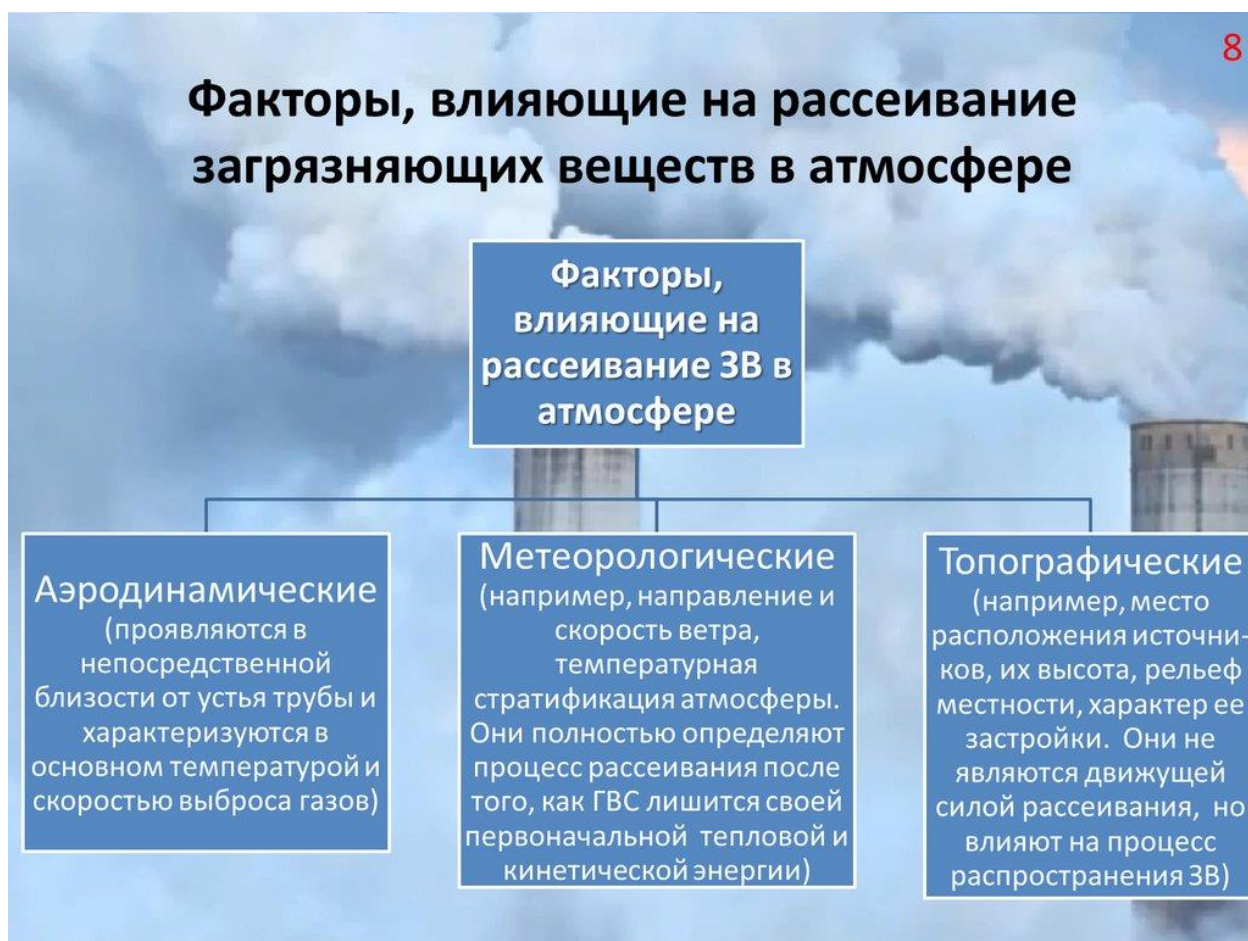 8
Факторы, влияющие на рассеивание
загрязняющих веществ в атмосфере
Факторы,
влияющие на
рассеивание ЗВ в
атмосфере
Аэродинамические
(проявляются в
непосредственной
близости от устья трубы и
характеризуются в
основном температурой и
скоростью выброса газов)
Метеорологические
(например, направление и
скорость ветра,
температурная
стратификация атмосферы.
Они полностью определяют
процесс рассеивания после
того, как ГВС лишится своей
первоначальной тепловой и
кинетической энергии)
Топографические
(например, место
расположения источни-
ков, их высота, рельеф
местности, характер ее
застройки. Они не
являются движущей
силой рассеивания, но
влияют на процесс
распространения ЗВ)